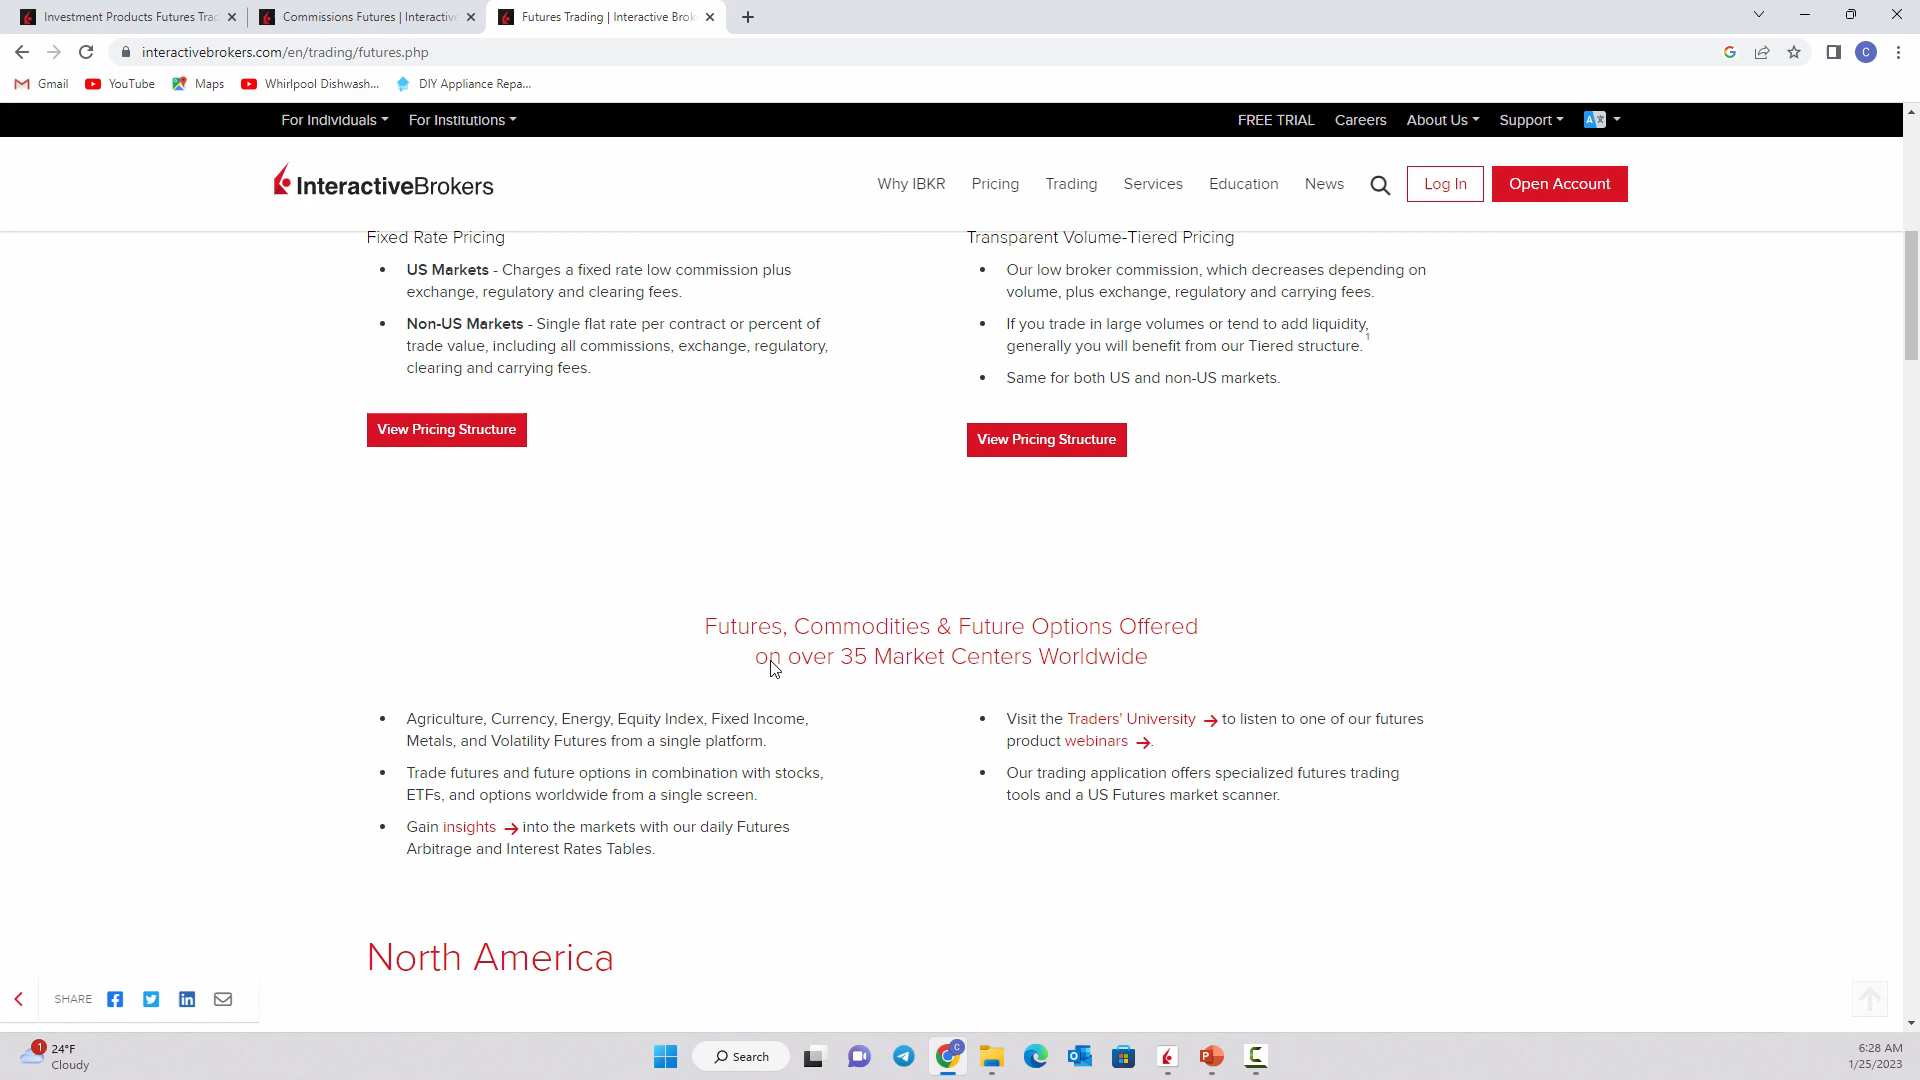 Investment Products Futures Tra
Commissions Futures | Interactive
Futures Trading | Interactive Brok
interactivebrokers.com/en/trading/futures.php
C
Gmail
YouTube
Maps
Whirlpool Dishwash...
DIY Appliance Repa...
For Individuals
For Institutions
FREE TRIAL
Careers
About Us
Support
InteractiveBrokers
Why IBKR
Pricing
Trading
Services
Education
News
Log In
Open Account
Fixed Rate Pricing
• US Markets - Charges a fixed rate low commission plus
exchange, regulatory and clearing fees.
• Non-US Markets - Single flat rate per contract or percent of
trade value, including all commissions, exchange, regulatory,
clearing and carrying fees.
View Pricing Structure
Transparent Volume-Tiered Pricing
• Our low broker commission, which decreases depending on
volume, plus exchange, regulatory and carrying fees.
• If you trade in large volumes or tend to add liquidity,
generally you will benefit from our Tiered structure.1
• Same for both US and non-US markets.
View Pricing Structure
Futures, Commodities & Future Options Offered
on over 35 Market Centers Worldwide
• Agriculture, Currency, Energy, Equity Index, Fixed Income,
Metals, and Volatility Futures from a single platform.
• Trade futures and future options in combination with stocks,
ETFs, and options worldwide from a single screen.
• Gain insights → into the markets with our daily Futures
Arbitrage and Interest Rates Tables.
• Visit the Traders' University → to listen to one of our futures
product webinars →.
• Our trading application offers specialized futures trading
tools and a US Futures market scanner.
North America
SHARE
1
24°F
Cloudy
Search
6:28 AM
1/25/2023